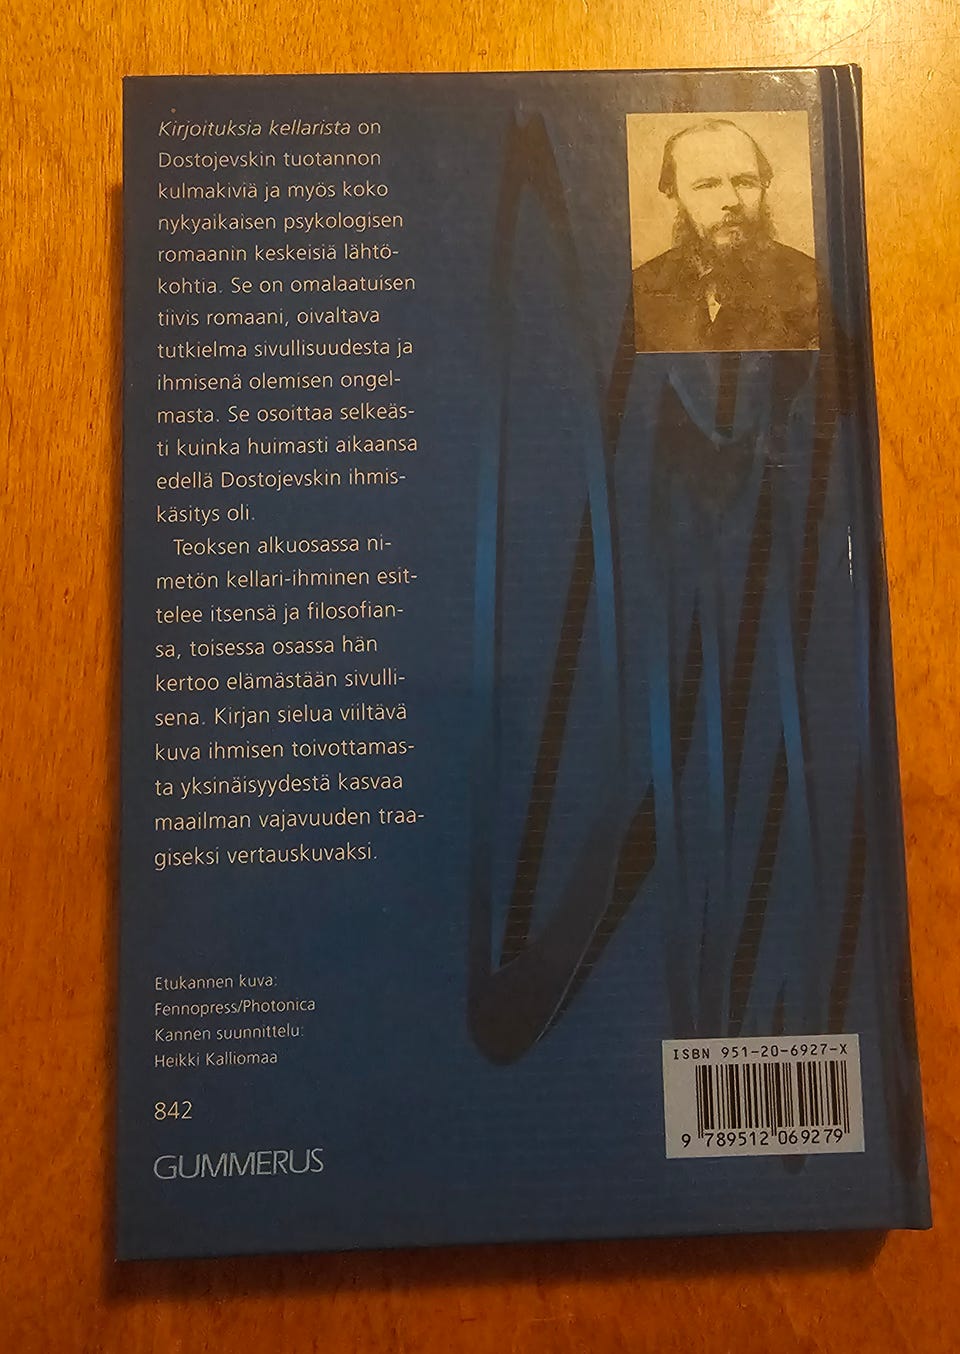 Kirjoituksia kellarista on
Dostojevskin tuotannon
kulmakiviä ja myös koko
nykyaikaisen psykologisen
romaanin keskeisiä lähtö-
kohtia. Se on omalaatuisen
tiivis romaani, oivaltava
tutkielma sivullisuudesta ja
ihmisenä olemisen ongel-
masta. Se osoittaa selkeäs-
ti kuinka huimasti aikaansa
edellä Dostojevskin ihmis-
käsitys oli.
Teoksen alkuosassa ni-
metön kellari-ihminen esit-
telee itsensä ja filosofian-
sa, toisessa osassa hän
kertoo elämästään sivulli-
sena. Kirjan sielua viiltävä
kuva ihmisen toivottamas-
ta yksinäisyydestä kasvaa
maailman vajavuuden traa-
giseksi vertauskuvaksi.
Etukannen kuva:
Fennopress/Photonica
Kannen suunnittelu:
Heikki Kalliomaa
842
GUMMERUS
ISBN 951-20-6927-X
9 789512 069279